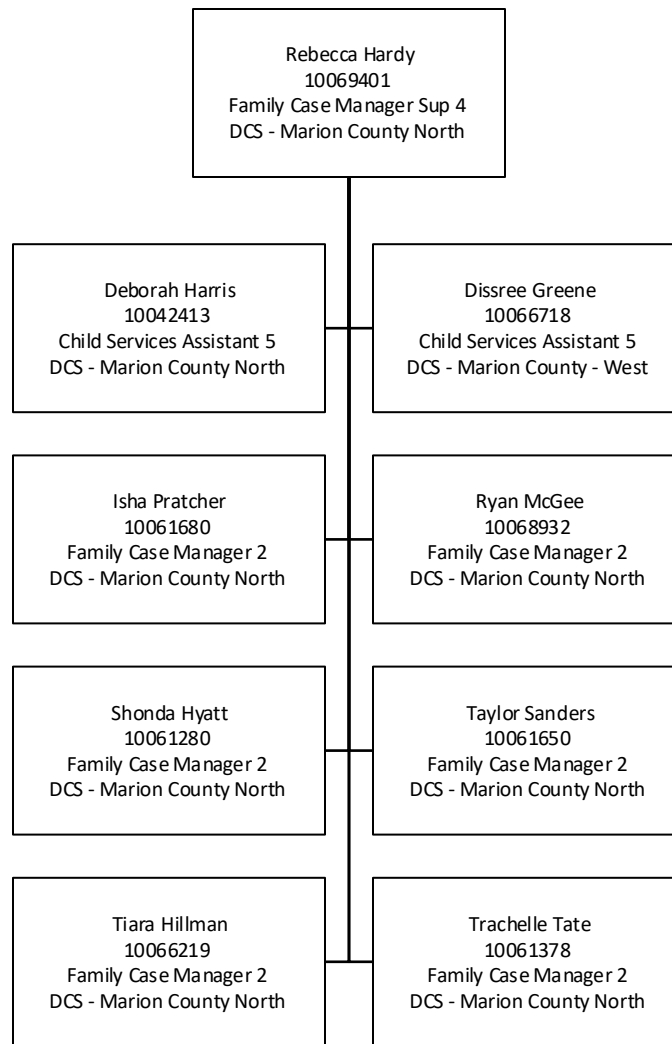 Rebecca Hardy
10069401
Family Case Manager Sup 4
DCS - Marion County North
Deborah Harris
10042413
Child Services Assistant 5
DCS - Marion County North
Dissree Greene
10066718
Child Services Assistant 5
DCS - Marion County - West
Isha Pratcher
10061680
Family Case Manager 2
DCS - Marion County North
Ryan McGee
10068932
Family Case Manager 2
DCS - Marion County North
Shonda Hyatt
10061280
Family Case Manager 2
DCS - Marion County North
Taylor Sanders
10061650
Family Case Manager 2
DCS - Marion County North
Tiara Hillman
10066219
Family Case Manager 2
DCS - Marion County North
Trachelle Tate
10061378
Family Case Manager 2
DCS - Marion County North